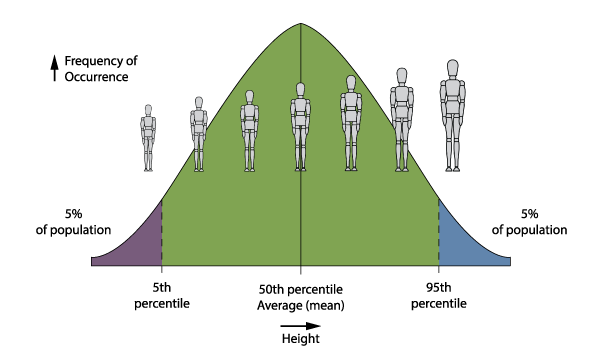 Frequency of
Occurrence
5%
of population
5%
of population
5th
percentile
50th percentile
Average (mean)
95th
percentile
Height